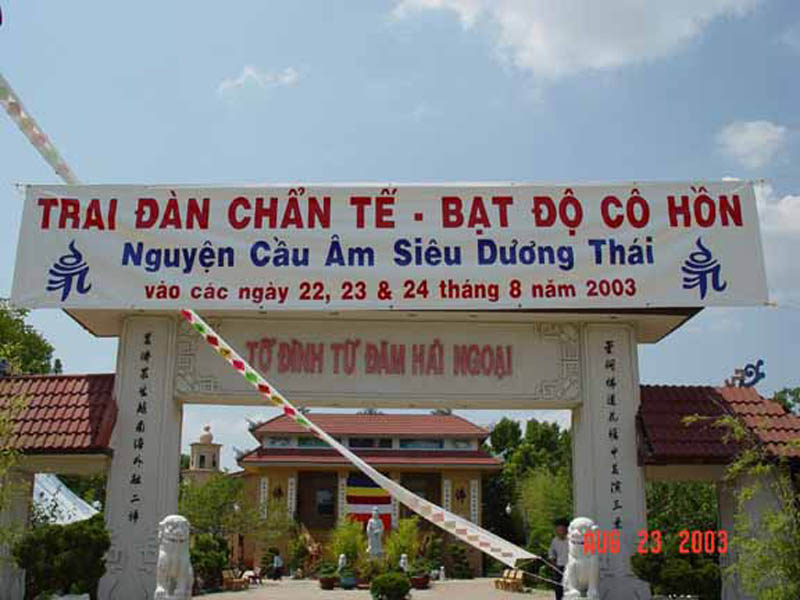 TRAI ĐÀN CHẨN TẾ - BẠT ĐỘ CÔ HỒN
Nguyện Cầu Âm Siêu Dương Thái
vào các ngày 22, 23 & 24 tháng 8 năm 2003
TỔ ĐÌNH TỪ ĐÀM HẢI NGOẠI
AUG 23 2003